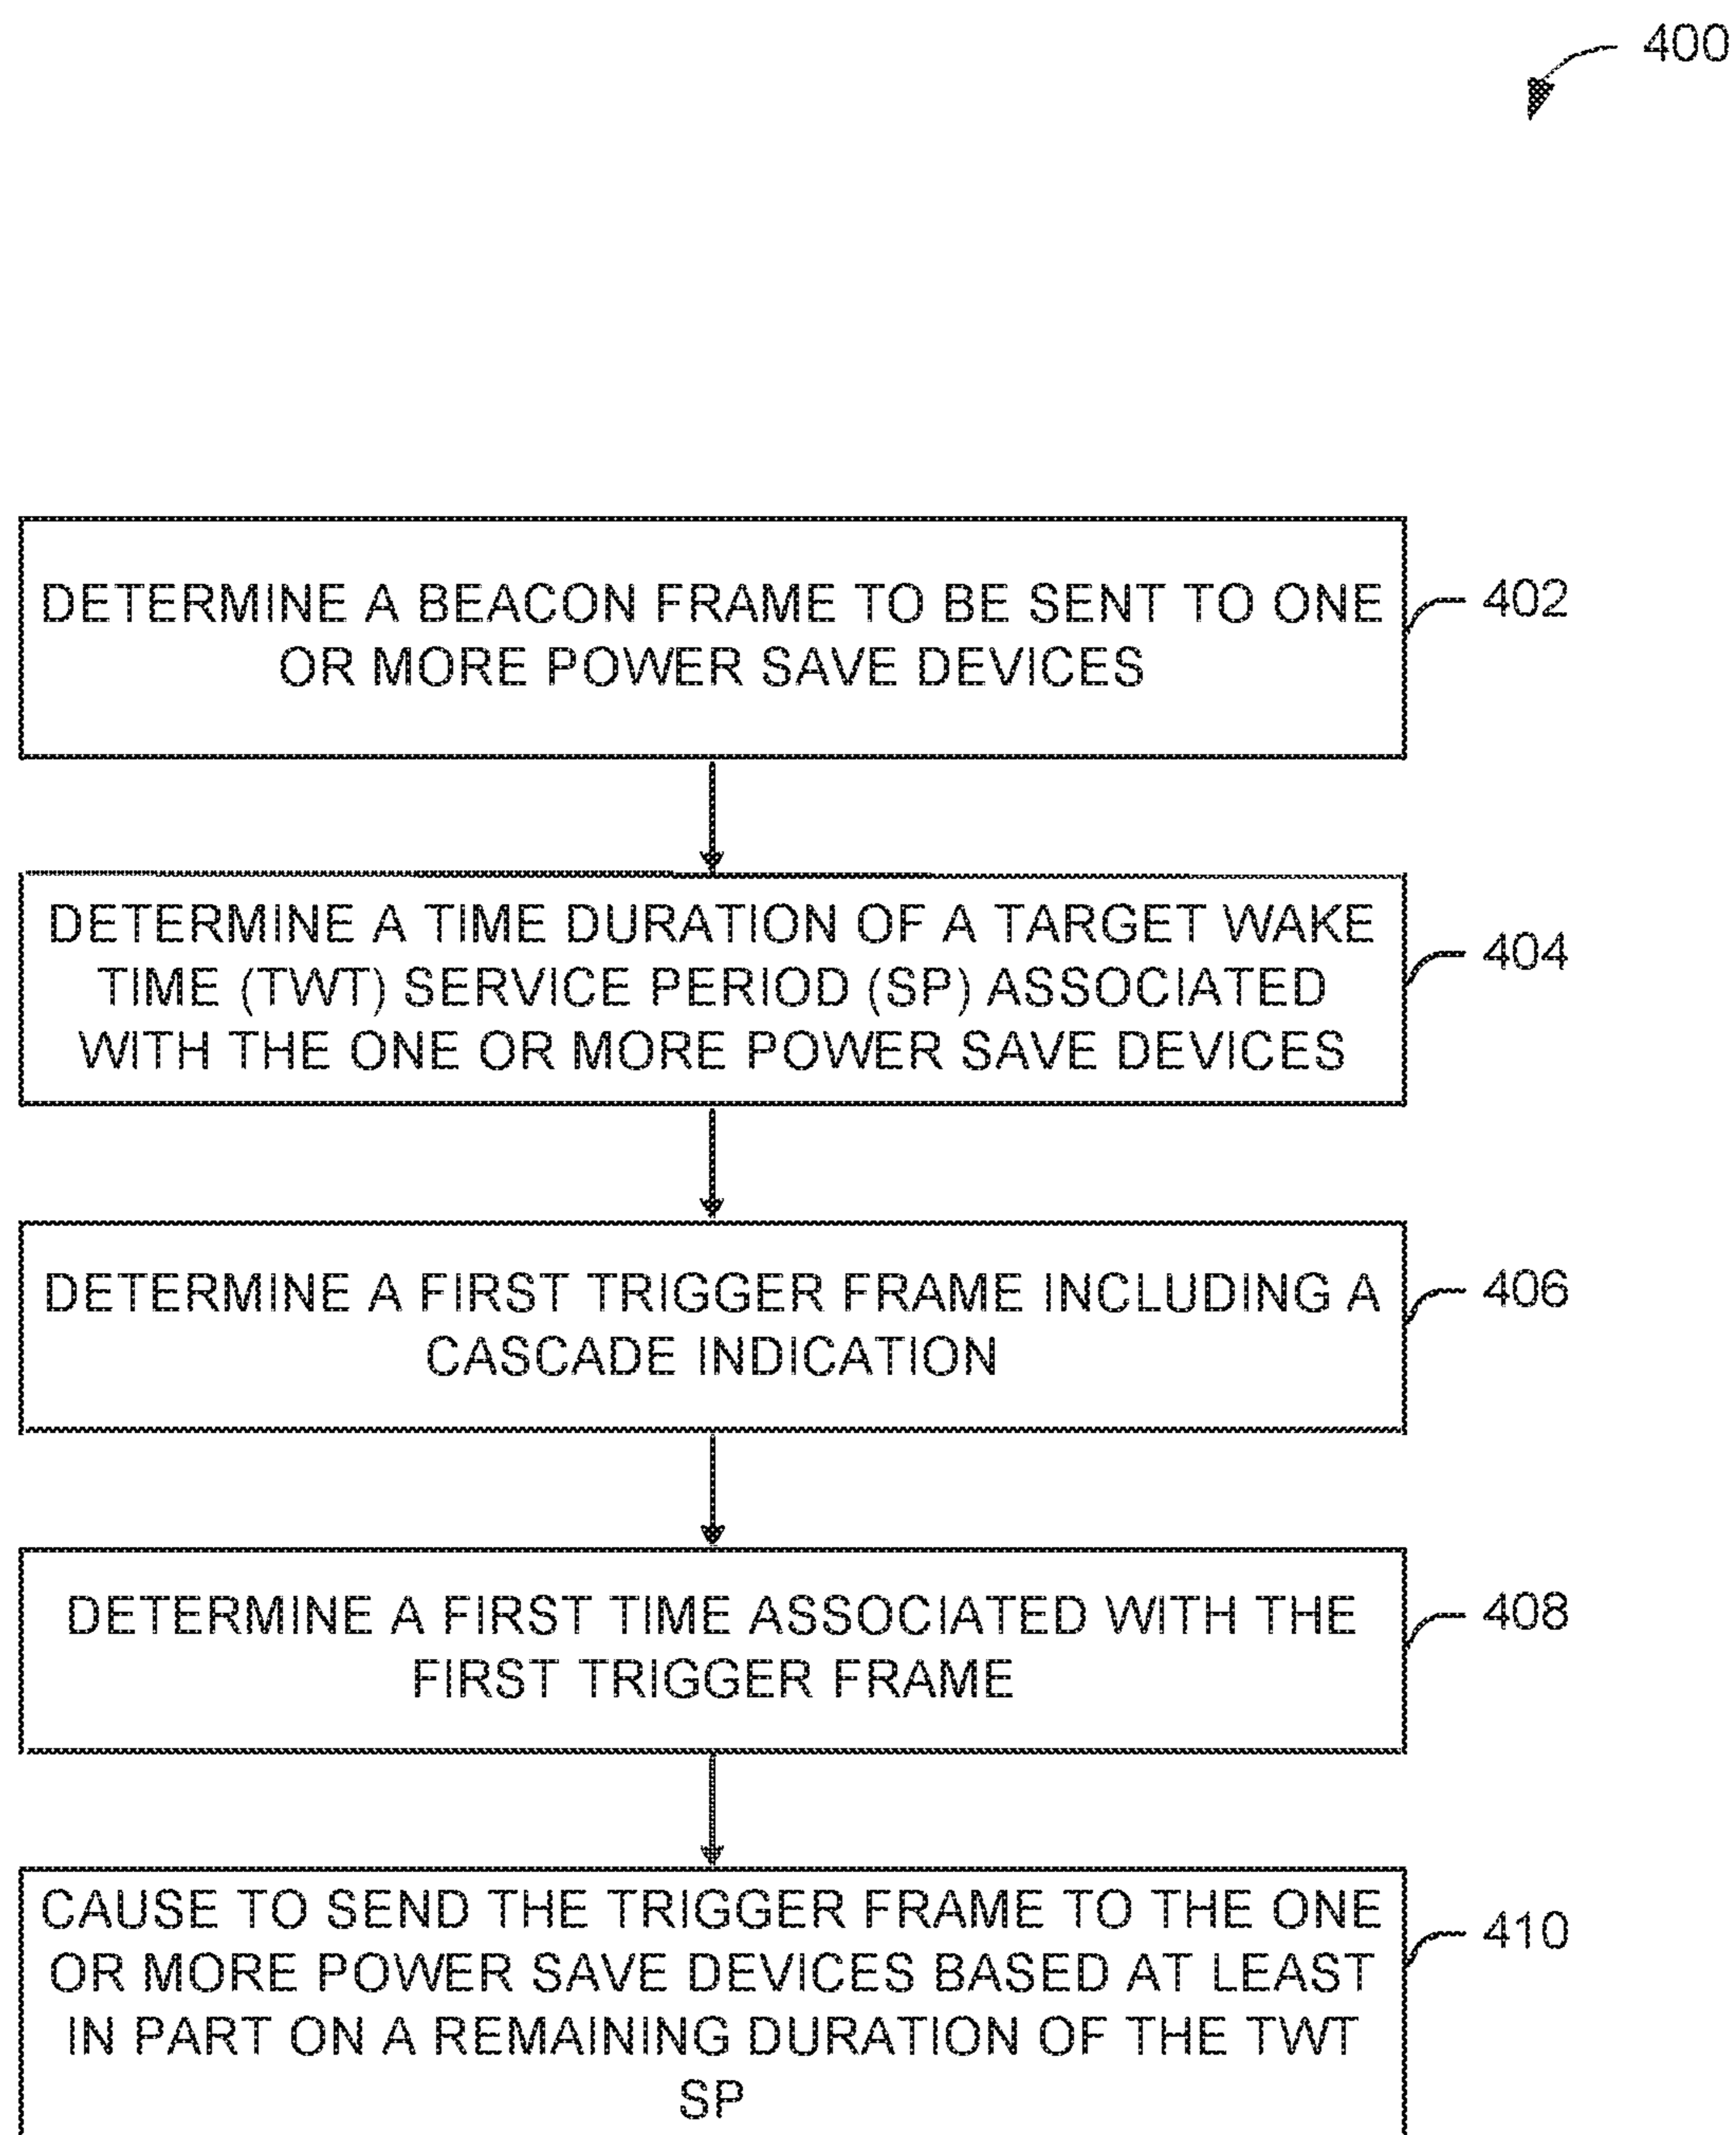 400
DETERMINE A BEACON FRAME TO BE SENT TO ONE
OR MORE POWER SAVE DEVICES
402
DETERMINE A TIME DURATION OF A TARGET WAKE
TIME (TWT) SERVICE PERIOD (SP) ASSOCIATED
WITH THE ONE OR MORE POWER SAVE DEVICES
404
DETERMINE A FIRST TRIGGER FRAME INCLUDING A
CASCADE INDICATION
406
DETERMINE A FIRST TIME ASSOCIATED WITH THE
FIRST TRIGGER FRAME
408
CAUSE TO SEND THE TRIGGER FRAME TO THE ONE
OR MORE POWER SAVE DEVICES BASED AT LEAST
IN PART ON A REMAINING DURATION OF THE TWT
SP
410